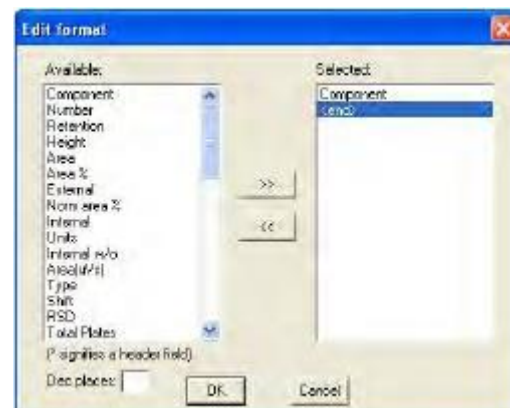 Edit format
Available:
Component
Number
Retention
Height
Area
Area %
External
Norm area %
Internal
Units
Internal w/o
Area(uV/s)
Type
Shift
RSD
Total Plates
(* signifies a header field)
Dec places:
Selected:
Component
<end>
>>
<<
OK
Cancel